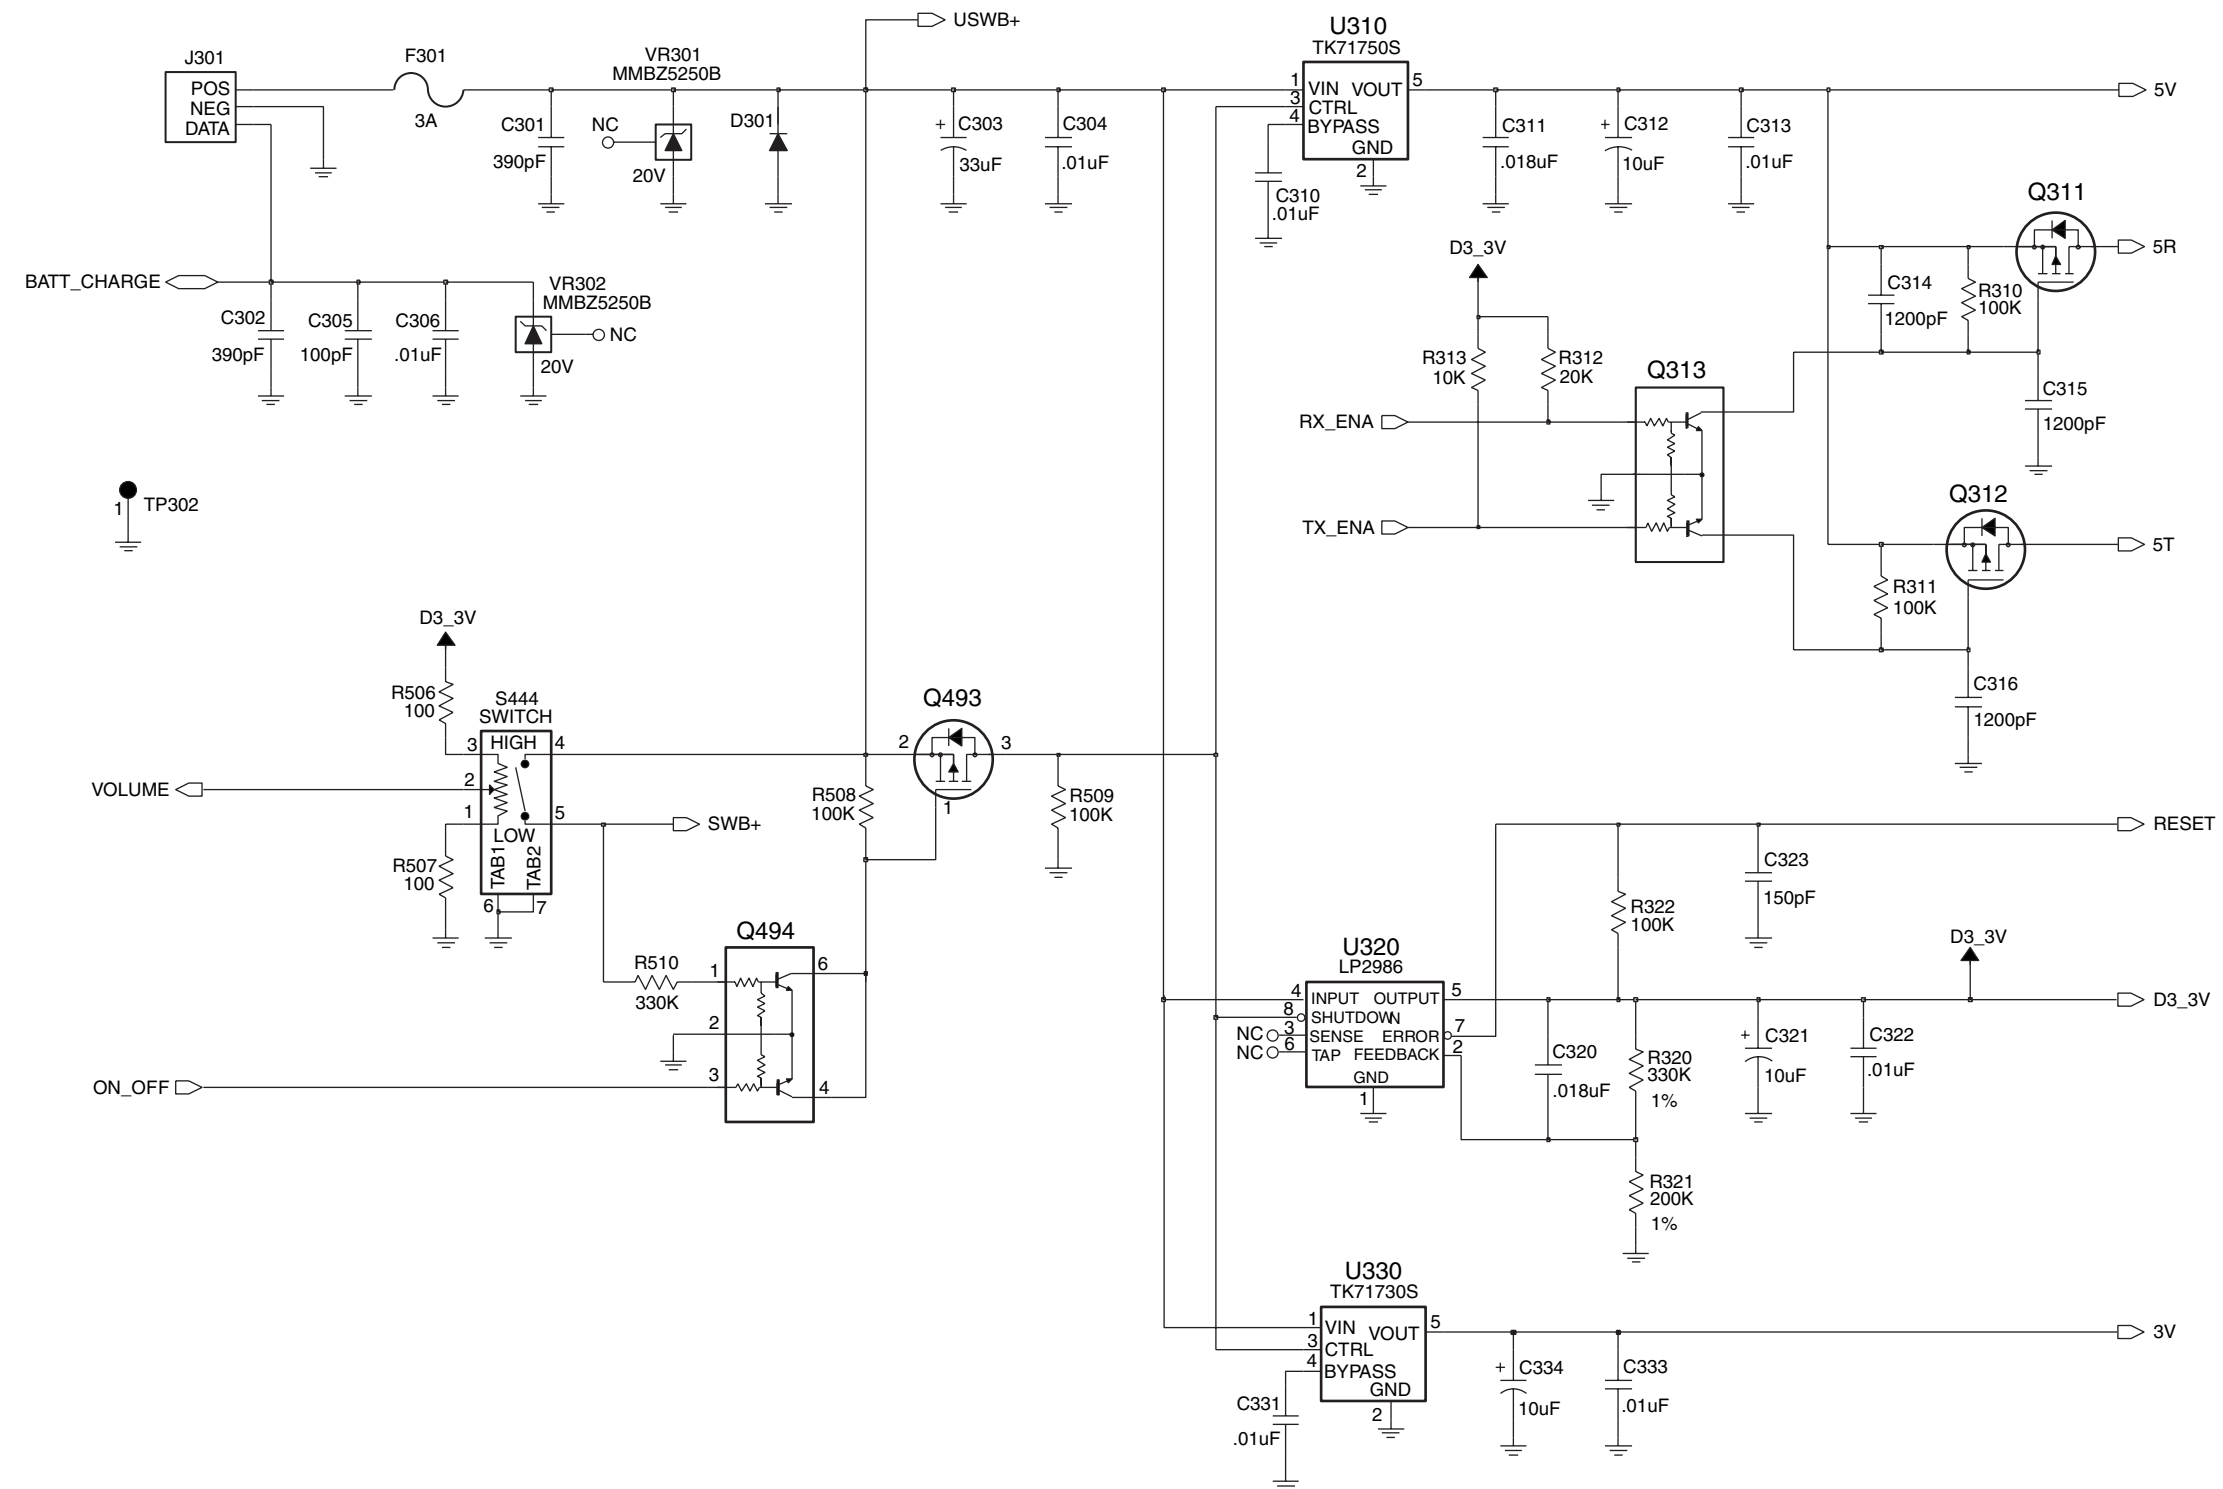 USWB+
J301
POS
NEG
DATA
F301
3A
C301
390pF
VR301
MMBZ5250B
NC
20V
D301
+ C303
33uF
C304
.01uF
U310
TK71750S
1 VIN VOUT 5
3 CTRL
4 BYPASS
GND
2
C310
.01uF
C311
.018uF
+ C312
10uF
C313
.01uF
5V
BATT_CHARGE
C302
390pF
C305
100pF
C306
.01uF
VR302
MMBZ5250B
NC
20V
Q311
5R
C314
1200pF
R310
100K
C315
1200pF
D3_3V
R313
10K
R312
20K
RX_ENA
TX_ENA
Q313
Q312
5T
R311
100K
C316
1200pF
1 TP302
D3_3V
R506
100
S444
SWITCH
3 HIGH 4
VOLUME 2
1 5
LOW
TAB1
TAB2
6 7
R507
100
SWB+
Q493
2 3
1
R508
100K
R509
100K
Q494
R510
330K
1 6
2
ON_OFF 3 4
RESET
R322
100K
C323
150pF
U320
LP2986
4 INPUT OUTPUT 5
8 SHUTDOWN
NC 3 SENSE ERROR 7
NC 6 TAP FEEDBACK 2
GND
1
C320
.018uF
R320
330K
1%
+ C321
10uF
C322
.01uF
D3_3V
D3_3V
R321
200K
1%
U330
TK71730S
1 VIN VOUT 5
3 CTRL
4 BYPASS
GND
2
C331
.01uF
+ C334
10uF
C333
.01uF
3V